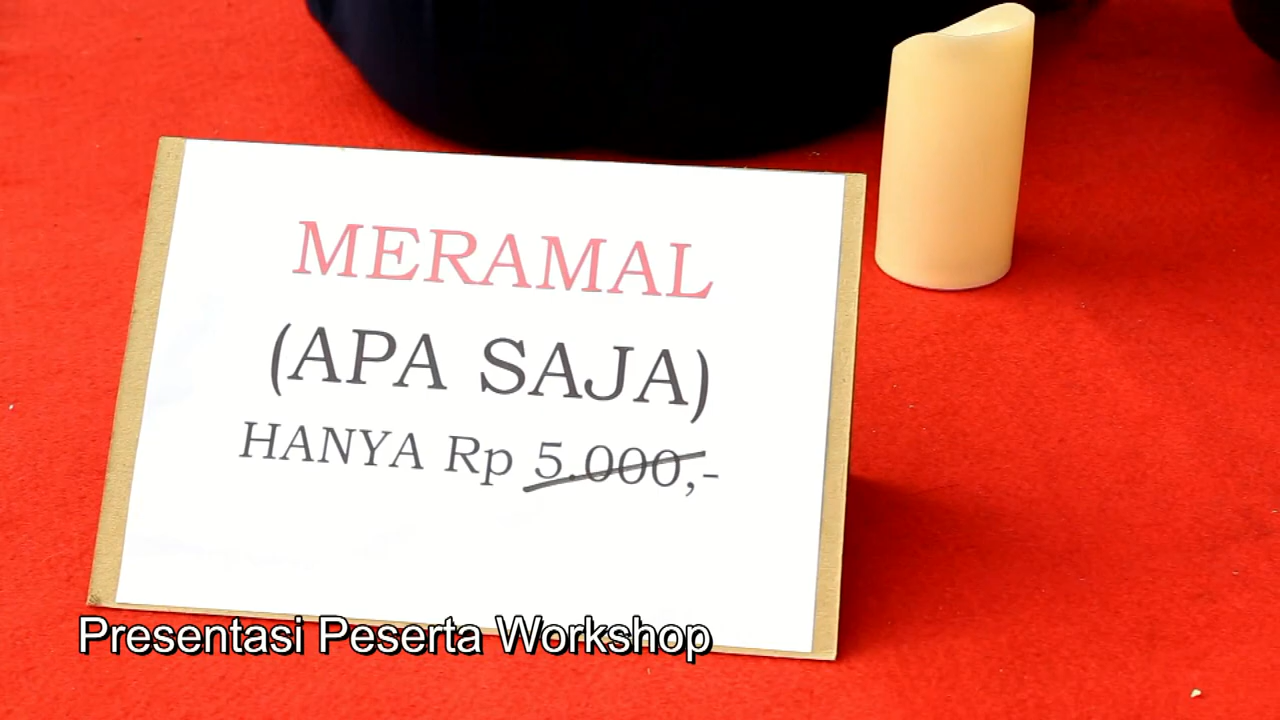 MERAMAL
(APA SAJA)
HANYA Rp 5.000,-
Presentasi Peserta Workshop